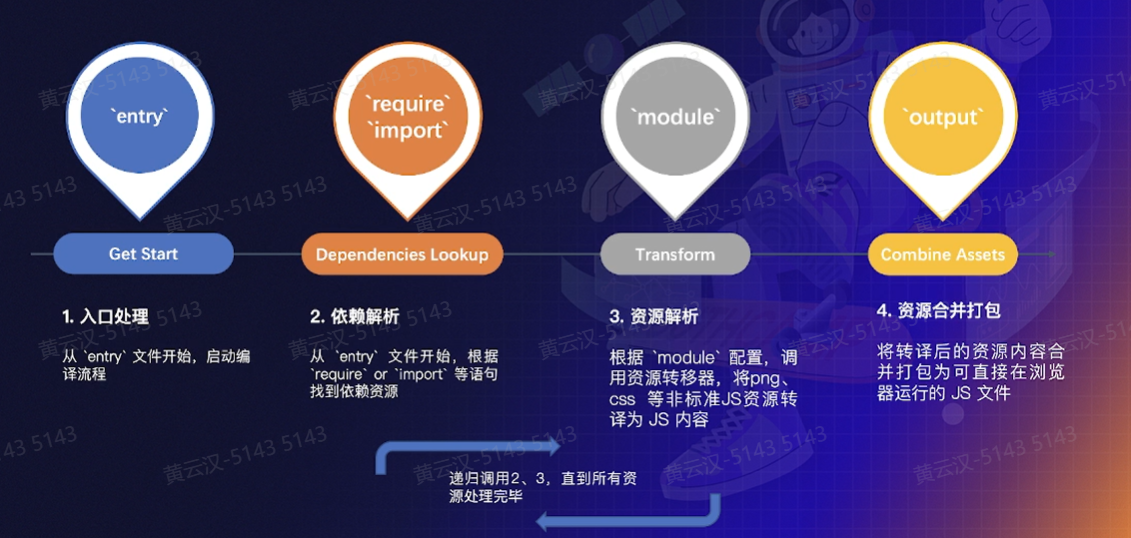 `entry`
`require`
`import`
`module`
`output`
Get Start
Dependencies Lookup
Transform
Combine Assets
1. 入口处理
从 `entry` 文件开始，启动编
译流程
2. 依赖解析
从 `entry` 文件开始，根据
`require` or `import` 等语句
找到依赖资源
3. 资源解析
根据 `module` 配置，调
用资源转移器，将png、
css 等非标准JS资源转
译为 JS 内容
4. 资源合并打包
将转译后的资源内容合
并打包为可直接在浏览
器运行的 JS 文件
递归调用2、3，直到所有资
源处理完毕
黄云汉-5143 5143